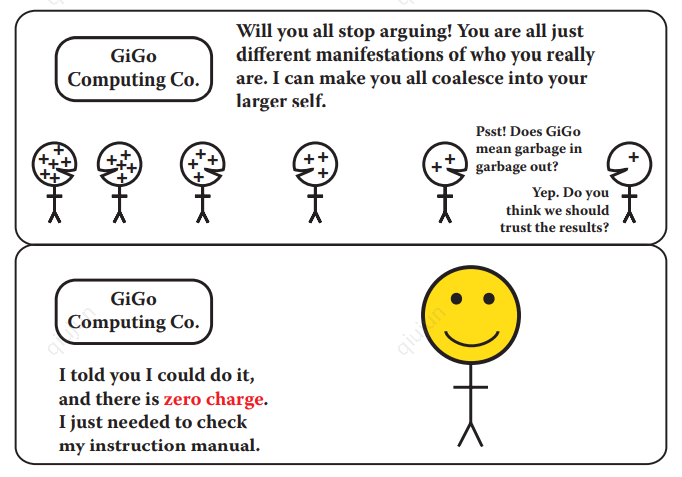 GiGo
Computing Co.
Will you all stop arguing! You are all just
different manifestations of who you really
are. I can make you all coalesce into your
larger self.
Psst! Does GiGo
mean garbage in
garbage out?
Yep. Do you
think we should
trust the results?
GiGo
Computing Co.
I told you I could do it,
and there is zero charge.
I just needed to check
my instruction manual.